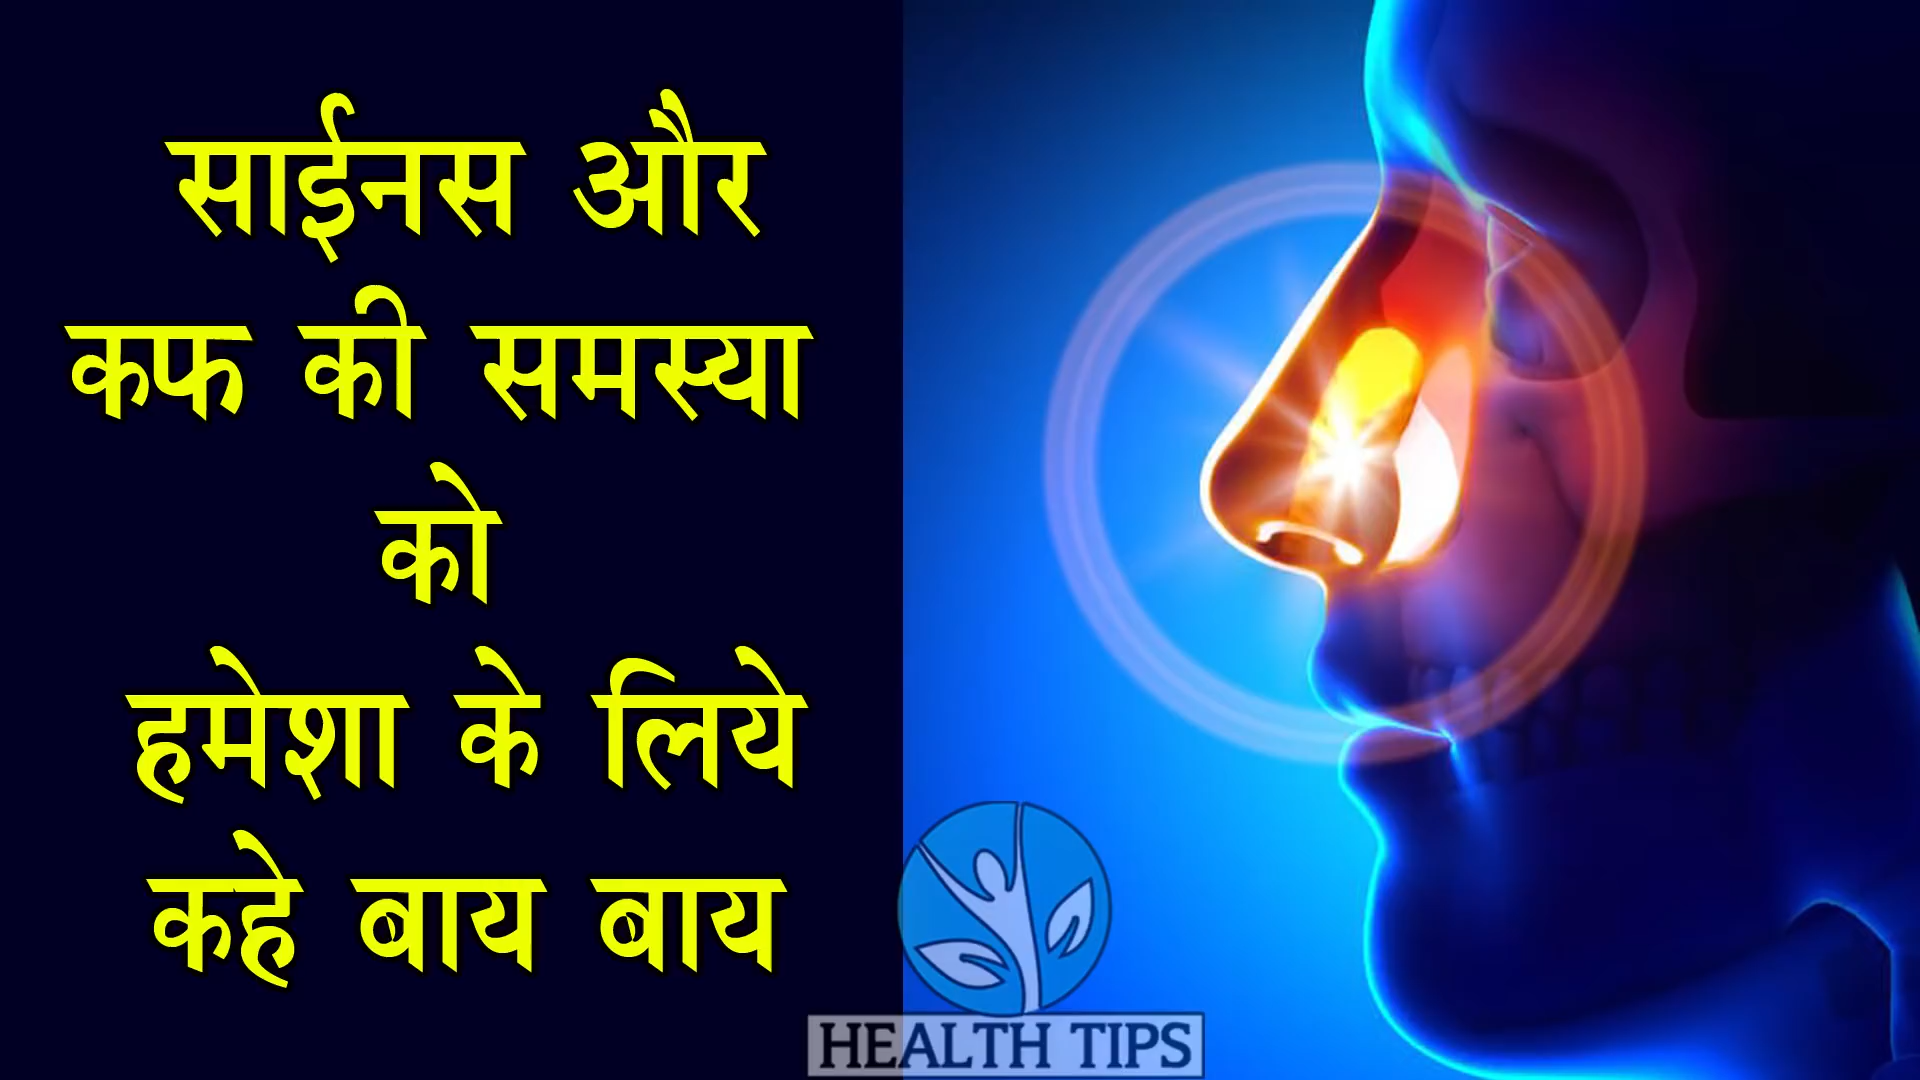 साईनस और
कफ की समस्या
को
हमेशा के लिये
कहे बाय बाय
HEALTH TIPS